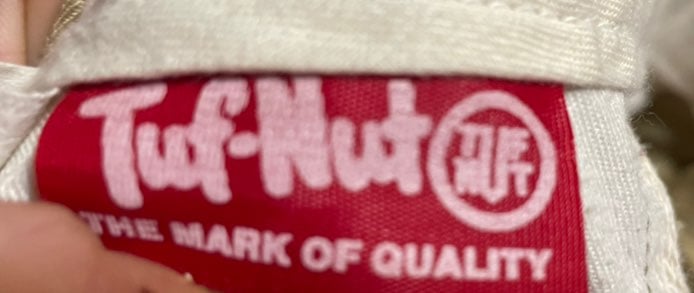 Tuf-Nut
TUF
NUT
THE MARK OF QUALITY